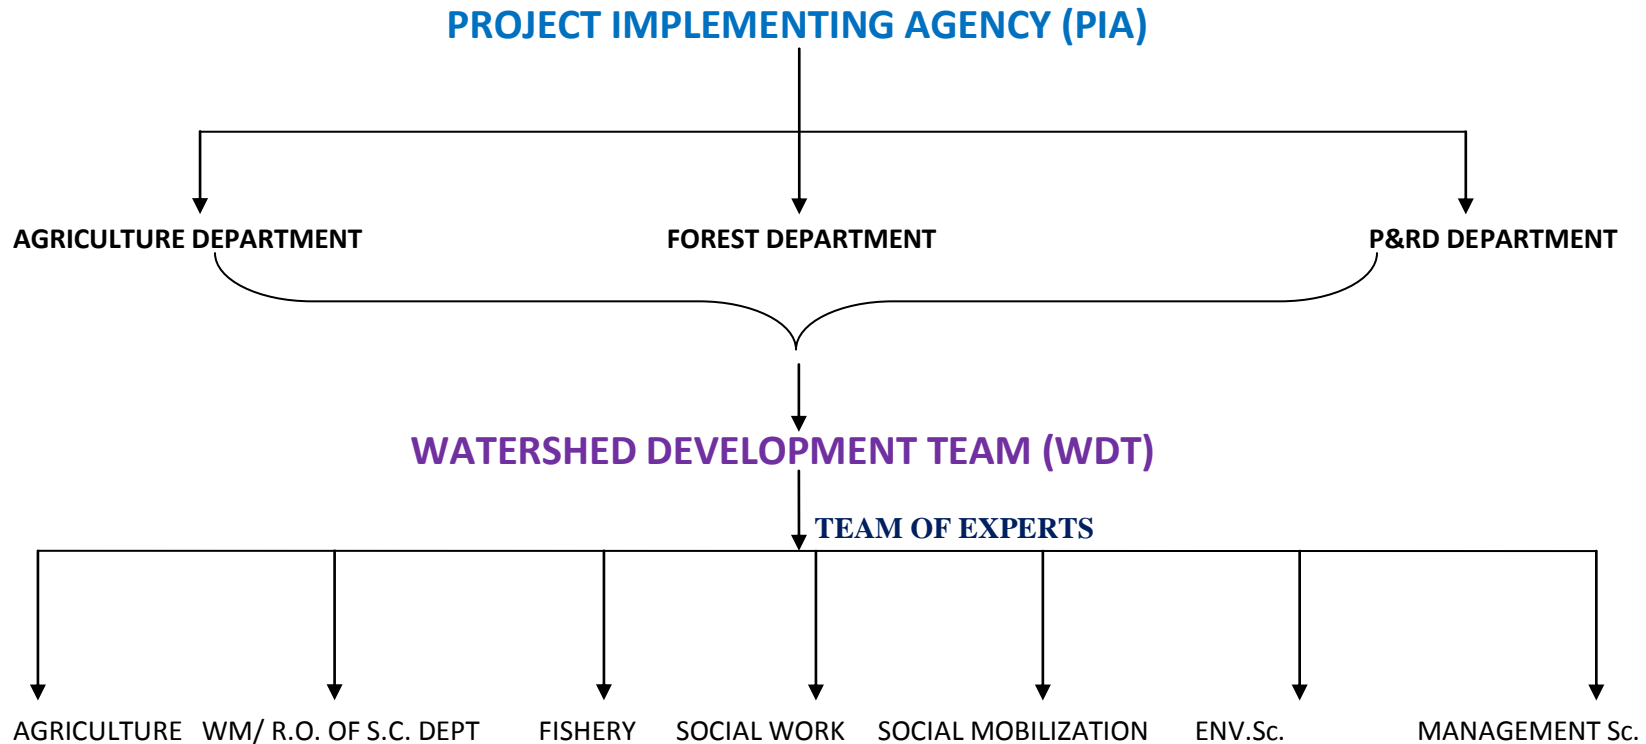 PROJECT IMPLEMENTING AGENCY (PIA)
AGRICULTURE DEPARTMENT
FOREST DEPARTMENT
P&RD DEPARTMENT
WATERSHED DEVELOPMENT TEAM (WDT)
TEAM OF EXPERTS
AGRICULTURE
WM/ R.O. OF S.C. DEPT
FISHERY
SOCIAL WORK
SOCIAL MOBILIZATION
ENV.Sc.
MANAGEMENT Sc.